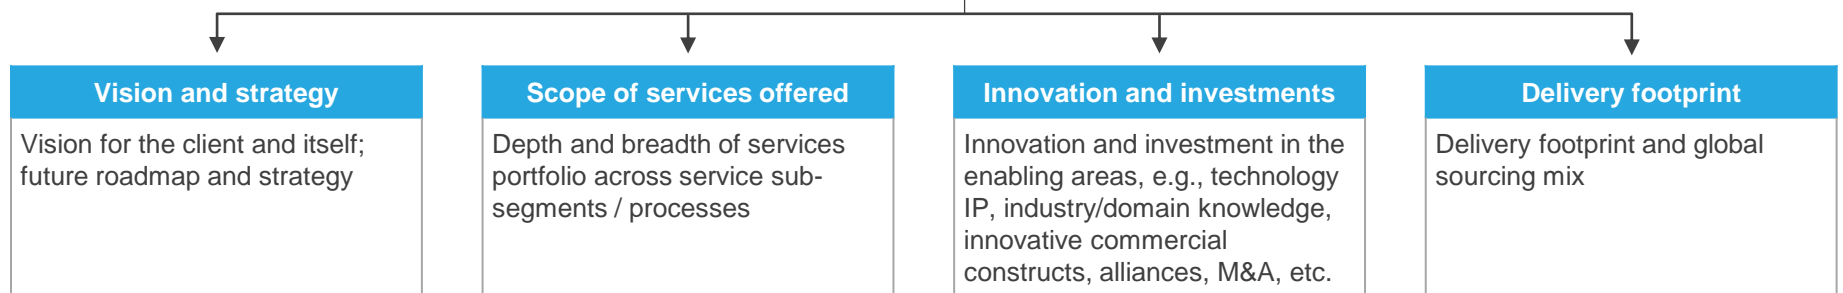 Vision and strategy
Vision for the client and itself;
future roadmap and strategy
Scope of services offered
Depth and breadth of services
portfolio across service sub-
segments / processes
Innovation and investments
Innovation and investment in the
enabling areas, e.g., technology
IP, industry/domain knowledge,
innovative commercial
constructs, alliances, M&A, etc.
Delivery footprint
Delivery footprint and global
sourcing mix